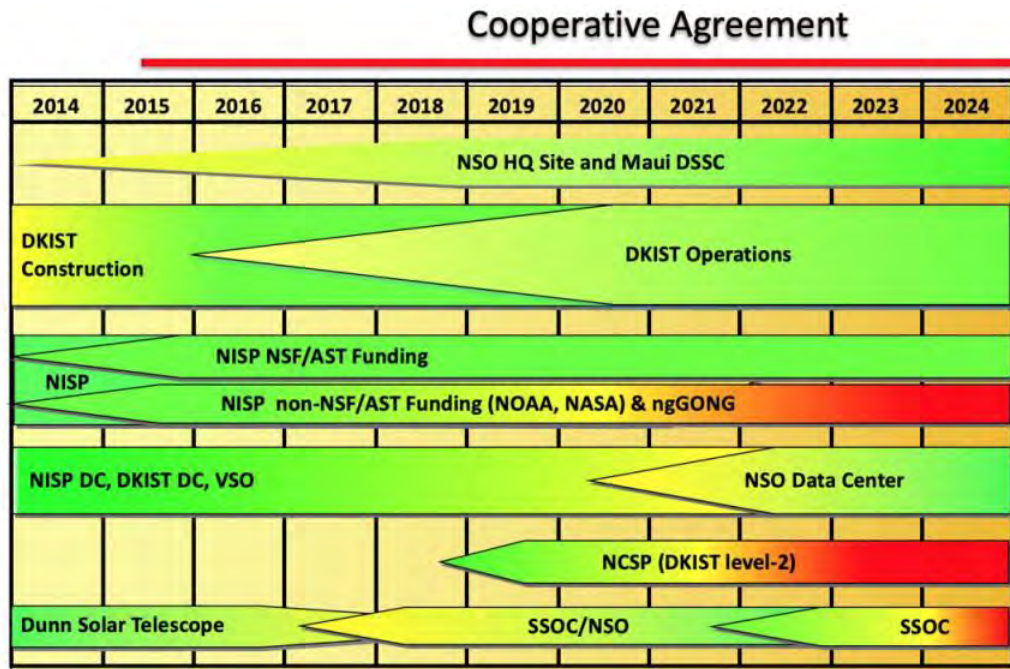 Cooperative Agreement
2014 2015 2016 2017 2018 2019 2020 2021 2022 2023 2024
NSO HQ Site and Maui DSSC
DKIST
Construction
DKIST Operations
NISP NSF/AST Funding
NISP
NISP non-NSF/AST Funding (NOAA, NASA) & ngGONG
NISP DC, DKIST DC, VSO
NSO Data Center
NCSP (DKIST level-2)
Dunn Solar Telescope
SSOC/NSO
SSOC